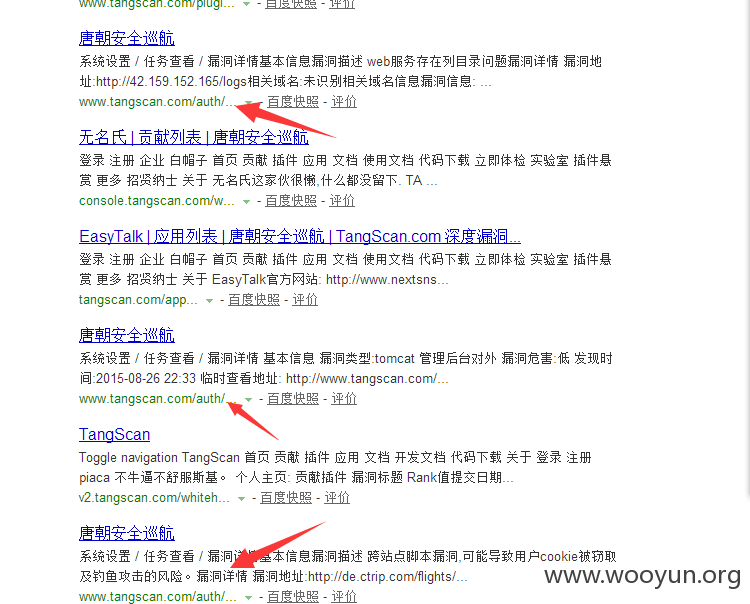 www.tangscan.com/plugi... - 百度快照 - 评价
唐朝安全巡航
系统设置 / 任务查看 / 漏洞详情基本信息漏洞描述 web服务存在列目录问题漏洞详情 漏洞地
址:http://42.159.152.165/logs相关域名:未识别相关域名信息漏洞信息: ...
www.tangscan.com/auth/... - 百度快照 - 评价
无名氏 | 贡献列表 | 唐朝安全巡航
登录 注册 企业 白帽子 首页 贡献 插件 应用 文档 使用文档 代码下载 立即体检 实验室 插件悬
赏 更多 招贤纳士 关于 无名氏这家伙很懒,什么都没留下. TA ...
console.tangscan.com/w... - 百度快照 - 评价
EasyTalk | 应用列表 | 唐朝安全巡航 | TangScan.com 深度漏洞...
登录 注册 企业 白帽子 首页 贡献 插件 应用 文档 使用文档 代码下载 立即体检 实验室 插件悬
赏 更多 招贤纳士 关于 EasyTalk官方网站: http://www.nextsns...
tangscan.com/app... - 百度快照 - 评价
唐朝安全巡航
系统设置 / 任务查看 / 漏洞详情 基本信息 漏洞类型:tomcat 管理后台对外 漏洞危害:低 发现时
间:2015-08-26 22:33 临时查看地址: http://www.tangscan.com/...
www.tangscan.com/auth/... - 百度快照 - 评价
TangScan
Toggle navigation TangScan 首页 贡献 插件 应用 文档 开发文档 代码下载 关于 登录 注册
piaca 不牛逼不舒服斯基。 个人主页: 贡献插件 漏洞标题 Rank值提交日期...
v2.tangscan.com/whiteh... - 百度快照 - 评价
唐朝安全巡航
系统设置 / 任务查看 / 漏洞详情基本信息漏洞描述 跨站点脚本漏洞,可能导致用户cookie被窃取
及钓鱼攻击的风险。漏洞详情 漏洞地址:http://de.ctrip.com/flights/...
www.tangscan.com/auth/... - 百度快照 - 评价
www.wooyun.org